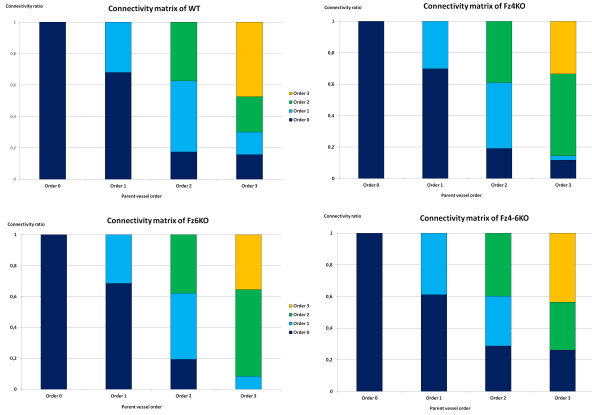 Connectivity ratio
Connectivity matrix of WT
1
0,8
0,6
0,4
0,2
0
Order 0 Order 1 Order 2 Order 3
Parent vessel order
Order 3
Order 2
Order 1
Order 0
Connectivity ratio
Connectivity matrix of Fz4KO
1
0,8
0,6
0,4
0,2
0
Order 0 Order 1 Order 2 Order 3
Parent vessel order
Order 3
Order 2
Order 1
Order 0
Connectivity ratio
Connectivity matrix of Fz6KO
1
0,8
0,6
0,4
0,2
0
Order 0 Order 1 Order 2 Order 3
Parent vessel order
Order 3
Order 2
Order 1
Order 0
Connectivity ratio
Connectivity matrix of Fz4-6KO
1
0,8
0,6
0,4
0,2
0
Order 0 Order 1 Order 2 Order 3
Parent vessel order